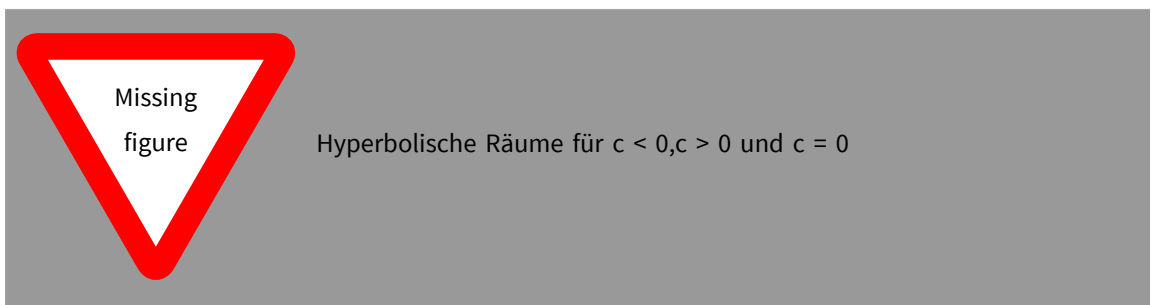 Missing
figure
Hyperbolische Räume für c < 0,c > 0 und c = 0